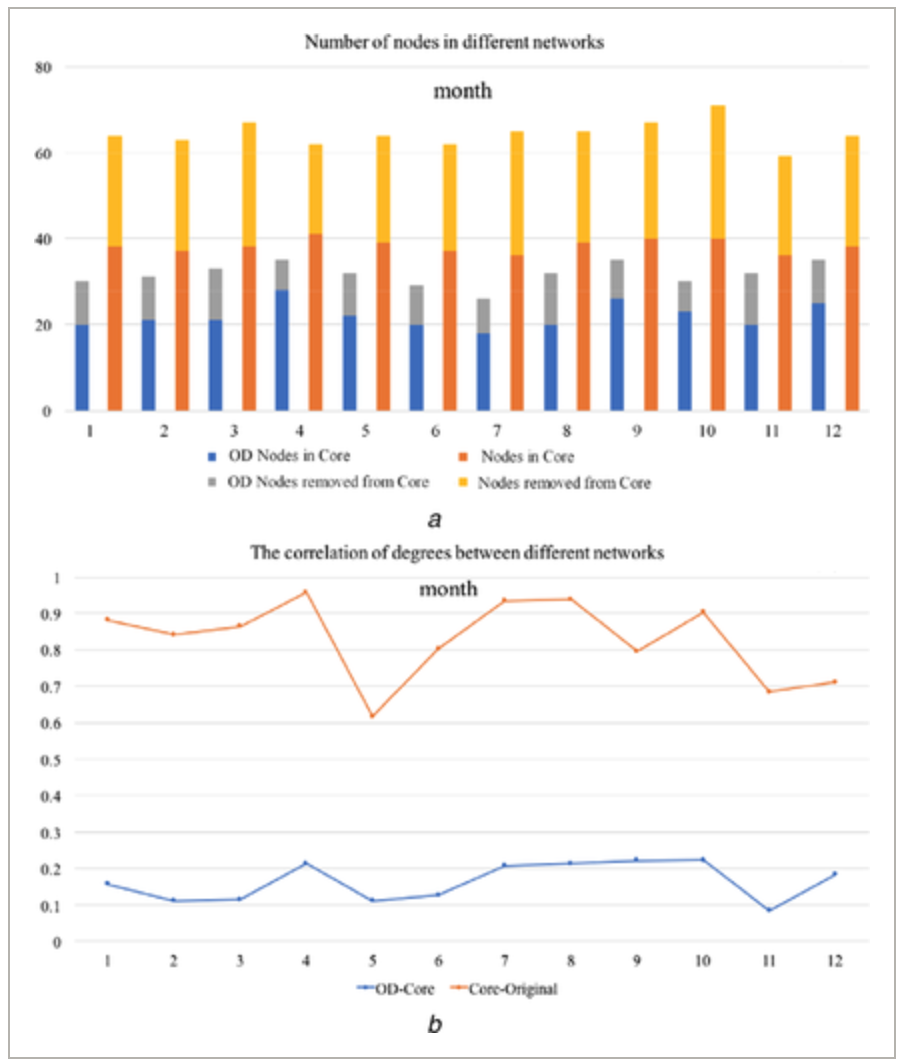 Number of nodes in different networks
80
month
60
40
20
0
1 2 3 4 5 6 7 8 9 10 11 12
OD Nodes in Core Nodes in Core
OD Nodes removed from Core Nodes removed from Core
a
The correlation of degrees between different networks
1
month
0.9
0.8
0.7
0.6
0.5
0.4
0.3
0.2
0.1
0
1 2 3 4 5 6 7 8 9 10 11 12
OD-Core Core-Original
b